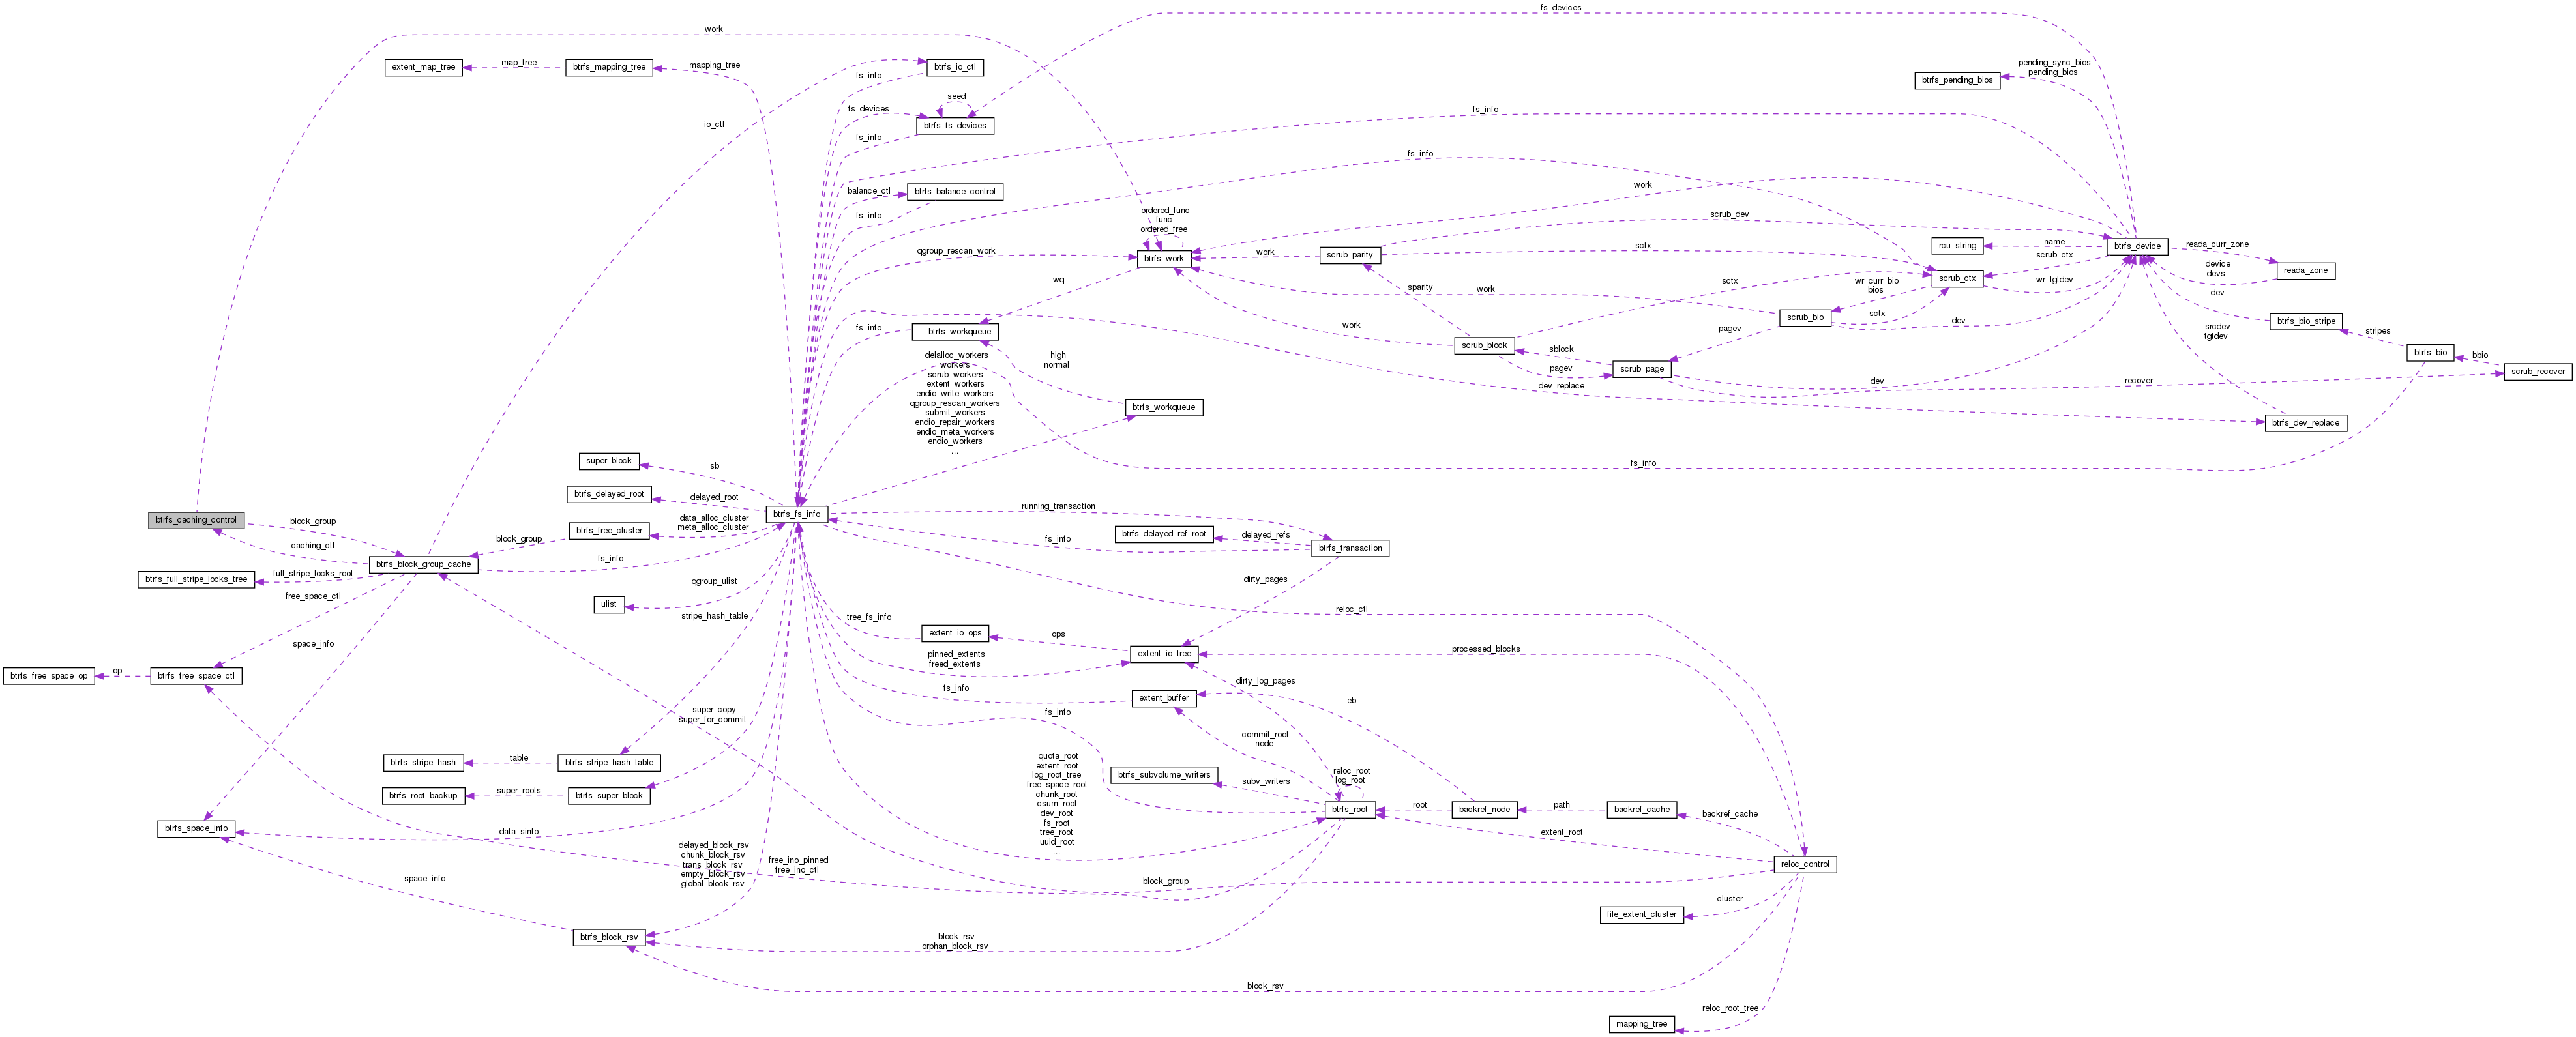 fs_devices
work
extent_map_tree
map_tree
btrfs_mapping_tree
mapping_tree
fs_info
btrfs_io_ctl
pending_sync_bios
pending_bios
btrfs_pending_bios
seed
fs_devices
btrfs_fs_devices
fs_info
io_ctl
fs_info
fs_info
balance_ctl
btrfs_balance_control
fs_info
work
ordered_func
func
ordered_free
scrub_dev
qgroup_rescan_work
btrfs_work
work
scrub_parity
sctx
rcu_string
name
btrfs_device
reada_curr_zone
scrub_ctx
device
devs
reada_zone
wq
sparity
work
sctx
wr_curr_bio
bios
scrub_ctx
wr_tgtdev
dev
fs_info
__btrfs_workqueue
work
pagev
scrub_bio
sctx
dev
srcdev
tgtdev
btrfs_bio_stripe
stripes
high
normal
scrub_block
sblock
pagev
scrub_page
btrfs_bio
bbio
scrub_recover
delalloc_workers
workers
scrub_workers
extent_workers
endio_write_workers
qgroup_rescan_workers
submit_workers
endio_repair_workers
endio_meta_workers
endio_workers
...
dev_replace
dev
recover
btrfs_workqueue
btrfs_dev_replace
super_block
sb
fs_info
btrfs_delayed_root
delayed_root
btrfs_caching_control
block_group
caching_ctl
btrfs_free_cluster
data_alloc_cluster
meta_alloc_cluster
btrfs_fs_info
running_transaction
btrfs_delayed_ref_root
delayed_refs
fs_info
btrfs_transaction
block_group
fs_info
btrfs_block_group_cache
btrfs_full_stripe_locks_tree
full_stripe_locks_root
free_space_ctl
qgroup_ulist
ulist
dirty_pages
stripe_hash_table
tree_fs_info
reloc_ctl
extent_io_ops
ops
space_info
pinned_extents
freed_extents
extent_io_tree
processed_blocks
btrfs_free_space_op
op
btrfs_free_space_ctl
fs_info
dirty_log_pages
extent_buffer
eb
super_copy
super_for_commit
fs_info
commit_root
node
btrfs_stripe_hash
table
btrfs_stripe_hash_table
quota_root
extent_root
log_root_tree
free_space_root
chunk_root
csum_root
dev_root
fs_root
tree_root
uuid_root
...
btrfs_subvolume_writers
subv_writers
reloc_root
log_root
btrfs_root_backup
super_roots
btrfs_super_block
btrfs_root
root
backref_node
path
backref_cache
backref_cache
btrfs_space_info
data_sinfo
extent_root
delayed_block_rsv
chunk_block_rsv
trans_block_rsv
empty_block_rsv
global_block_rsv
free_ino_pinned
free_ino_ctl
reloc_control
space_info
block_group
cluster
file_extent_cluster
btrfs_block_rsv
block_rsv
orphan_block_rsv
block_rsv
reloc_root_tree
mapping_tree